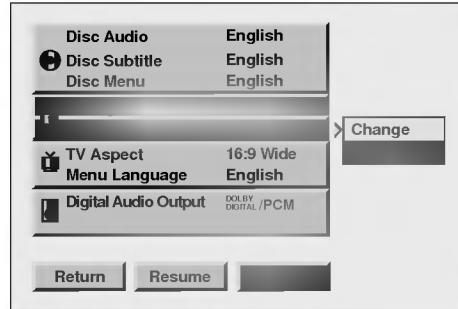 Disc Audio English
Disc Subtitle English
Disc Menu English
Change
TV Aspect 16:9 Wide
Menu Language English
Digital Audio Output DOLBY DIGITAL /PCM
Return Resume